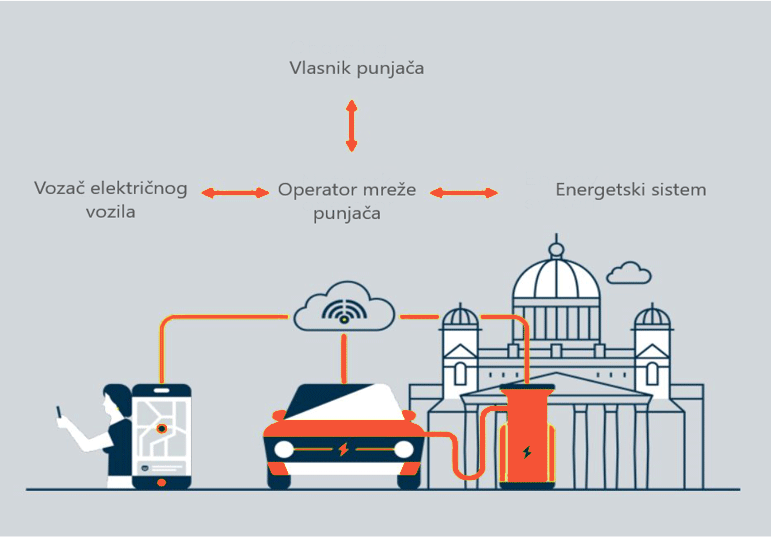 Vlasnik punjača
Vozač električnog
vozila
Operator mreže
punjača
Energetski sistem